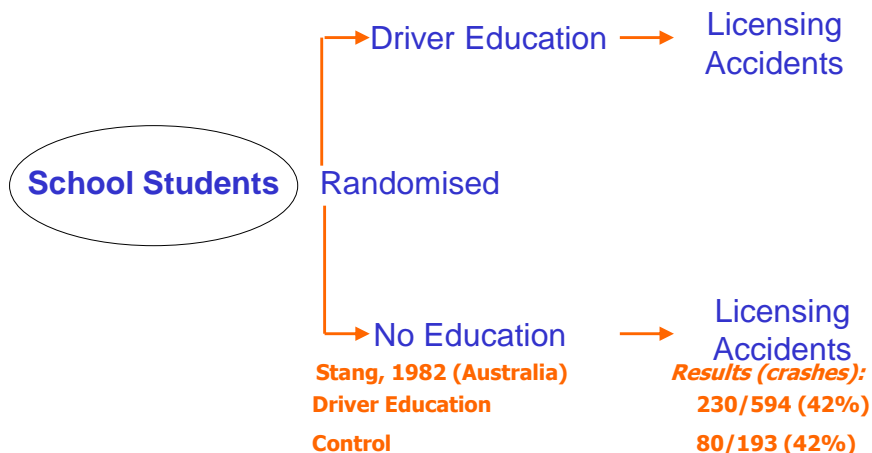 Driver Education
Licensing
Accidents
School Students
Randomised
No Education
Licensing
Accidents
Stang, 1982 (Australia) Results (crashes):
Driver Education 230/594 (42%)
Control 80/193 (42%)